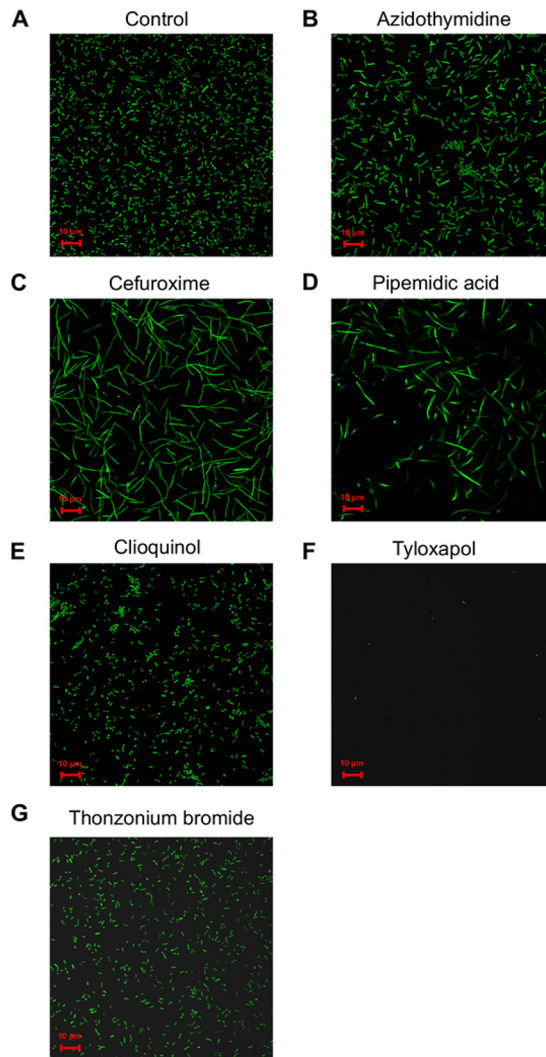 A Control
B Azidothymidine
10 µm
10 µm
C Cefuroxime
D Pipemidic acid
10 µm
10 µm
E Clioquinol
F Tyloxapol
10 µm
10 µm
G
Thonzonium bromide
10 µm